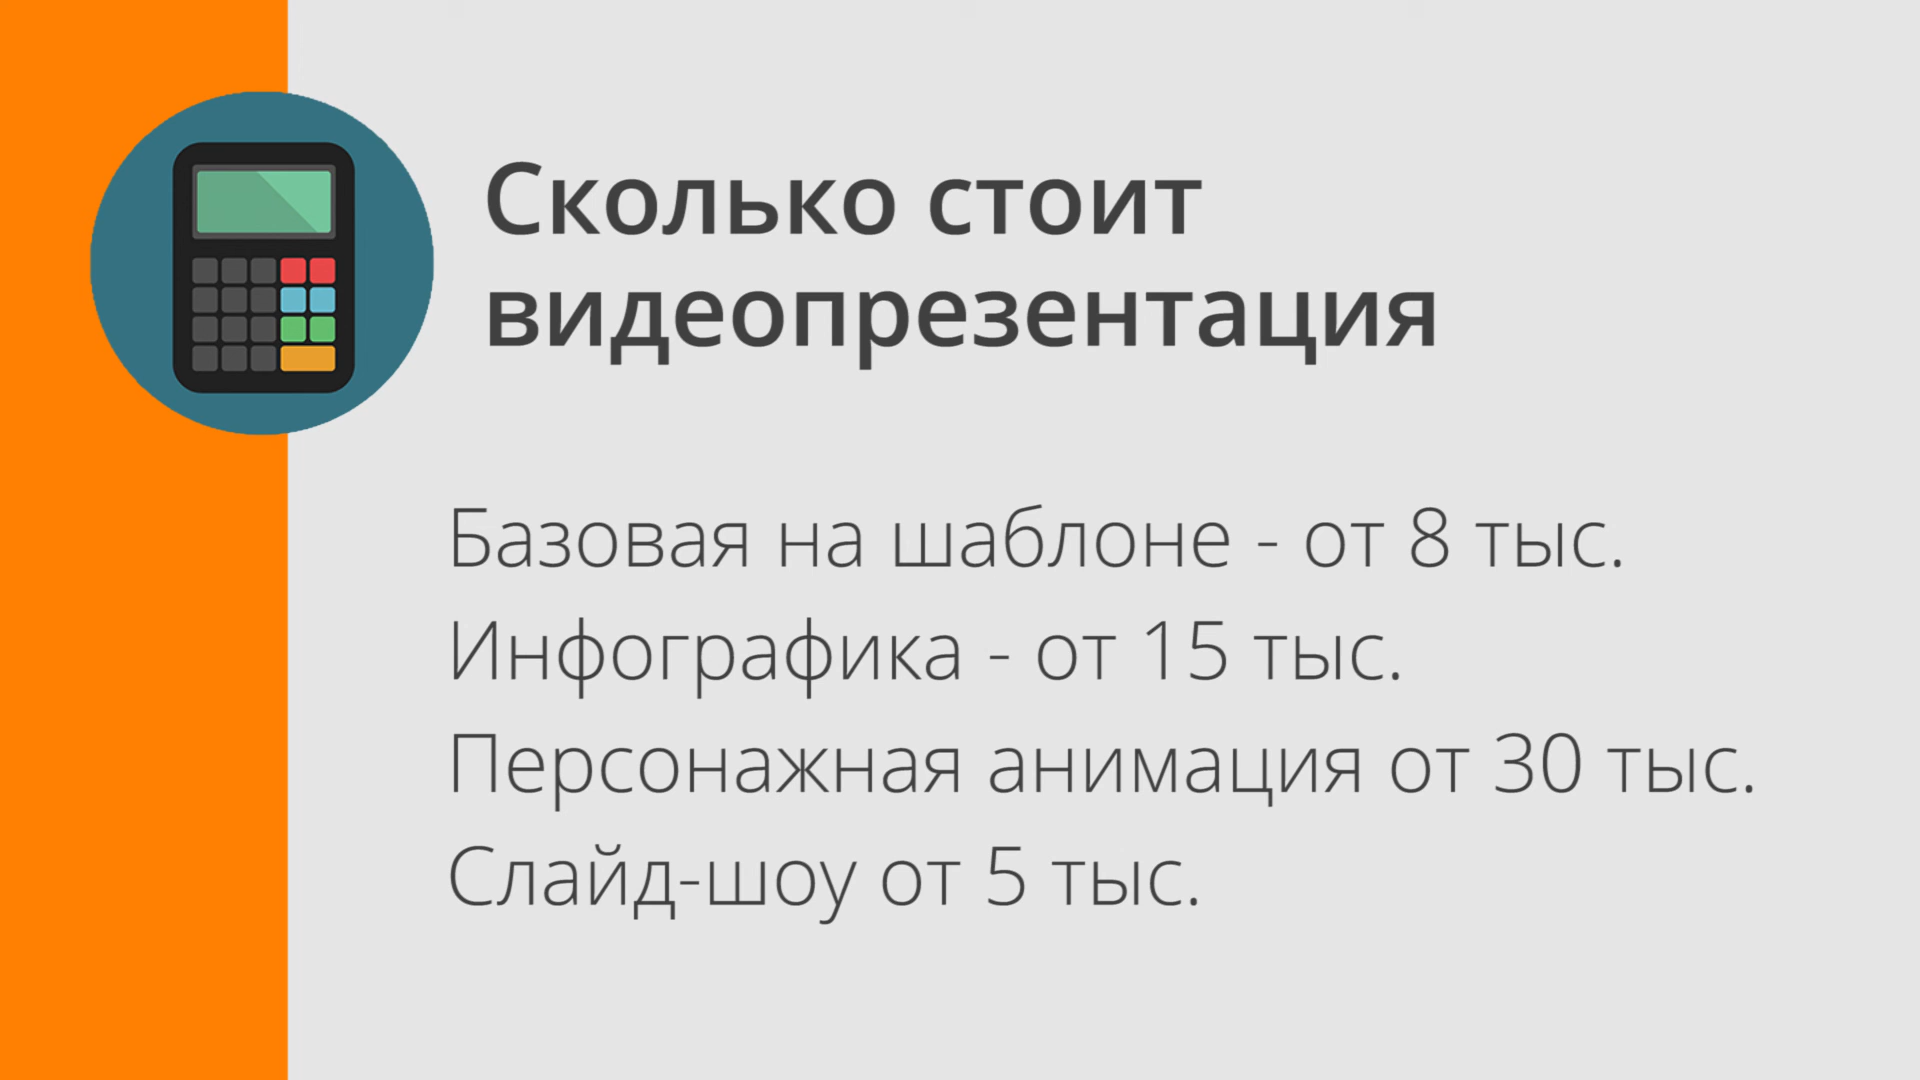 Сколько стоит
видеопрезентация
Базовая на шаблоне - от 8 тыс.
Инфографика - от 15 тыс.
Персонажная анимация от 30 тыс.
Слайд-шоу от 5 тыс.